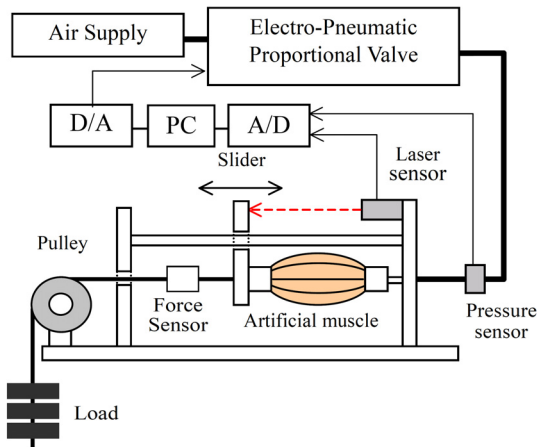 Air Supply
Electro-Pneumatic
Proportional Valve
D/A
PC
A/D
Slider
Laser
sensor
Pulley
Force
Sensor
Artificial muscle
Pressure
sensor
Load